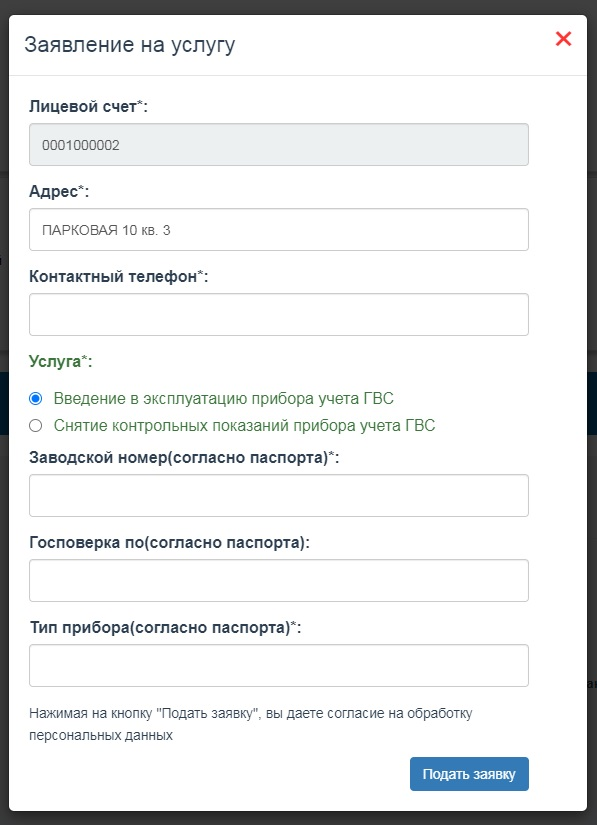 Заявление на услугу
Лицевой счет*:
0001000002
Адрес*:
ПАРКОВАЯ 10 кв. 3
Контактный телефон*:
Услуга*:
Введение в эксплуатацию прибора учета ГВС
Снятие контрольных показаний прибора учета ГВС
Заводской номер(согласно паспорта)*:
Госповерка по(согласно паспорта):
Тип прибора(согласно паспорта)*:
Нажимая на кнопку "Подать заявку", вы даете согласие на обработку
персональных данных
Подать заявку